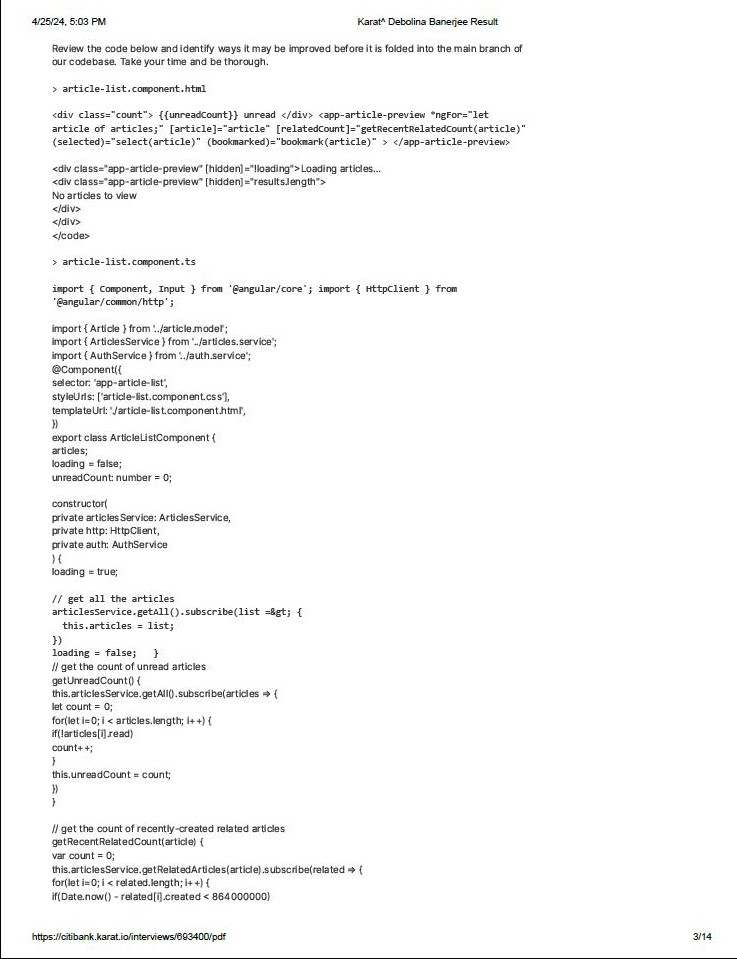 4/25/24, 5:03 PM
Karat^ Debolina Banerjee Result
Review the code below and identify ways it may be improved before it is folded into the main branch of
our codebase. Take your time and be thorough.
> article-list.component.html
<div class="count"> {{unreadCount}} unread </div> <app-article-preview *ngFor="let
article of articles;" [article]="article" [relatedCount]="getRecentRelatedCount(article)"
(selected)="select(article)" (bookmarked)="bookmark(article)" > </app-article-preview>
<div class="app-article-preview" [hidden]="!loading">Loading articles...
<div class="app-article-preview" [hidden]="results.length">
No articles to view
</div>
</div>
</code>
> article-list.component.ts
import { Component, Input } from '@angular/core'; import { HttpClient } from
'@angular/common/http';
import { Article } from '../article.model';
import { ArticlesService } from '../articles.service';
import { AuthService } from '../auth.service';
@Component({
selector: 'app-article-list',
styleUrls: ['article-list.component.css'],
templateUrl: './article-list.component.html',
})
export class ArticleListComponent {
articles;
loading = false;
unreadCount: number = 0;
constructor(
private articlesService: ArticlesService,
private http: HttpClient,
private auth: AuthService
) {
loading = true;
// get all the articles
articlesService.getAll().subscribe(list =&gt; {
this.articles = list;
})
loading = false; }
// get the count of unread articles
getUnreadCount() {
this.articlesService.getAll().subscribe(articles => {
let count = 0;
for(let i=0; i < articles.length; i++) {
if(!articles[i].read)
count++;
}
this.unreadCount = count;
})
}
// get the count of recently-created related articles
getRecentRelatedCount(article) {
var count = 0;
this.articlesService.getRelatedArticles(article).subscribe(related => {
for(let i=0; i < related.length; i++) {
if(Date.now() - related[i].created < 864000000)
https://citibank.karat.io/interviews/693400/pdf
3/14